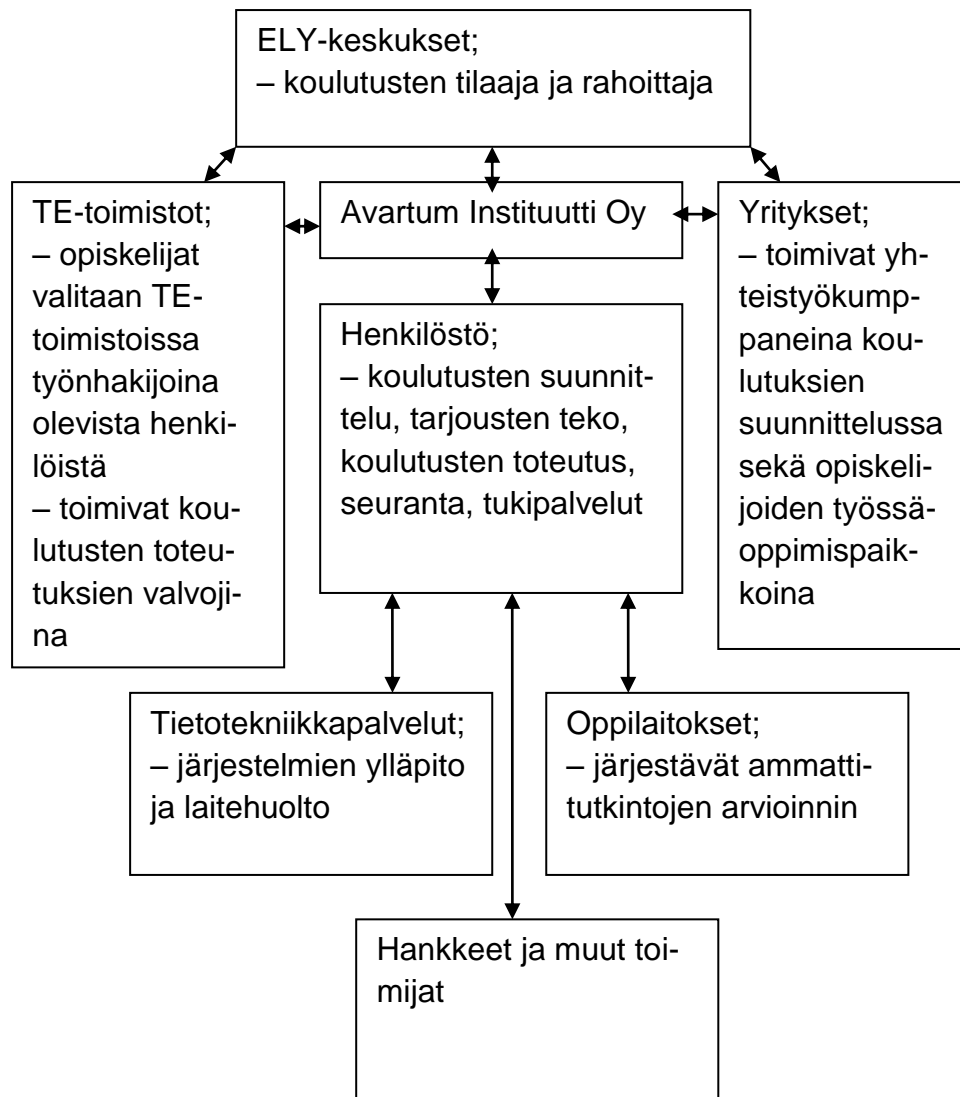 ELY-keskukset;
– koulutusten tilaaja ja rahoittaja
TE-toimistot;
– opiskelijat
valitaan TE-
toimistoissa
työnhakijoina
olevista henki-
löistä
– toimivat kou-
lutusten toteu-
tuksien valvoji-
na
Avartum Instituutti Oy
Yritykset;
– toimivat yh-
teistyökump-
paneina kou-
lutuksien
suunnittelussa
sekä opiskeli-
joiden työssä-
oppimispaik-
koina
Henkilöstö;
– koulutusten suunnit-
telu, tarjousten teko,
koulutusten toteutus,
seuranta, tukipalvelut
Tietotekniikkapalvelut;
– järjestelmien ylläpito
ja laitehuolto
Oppilaitokset;
– järjestävät ammatti-
tutkintojen arvioinnin
Hankkeet ja muut toi-
mijat